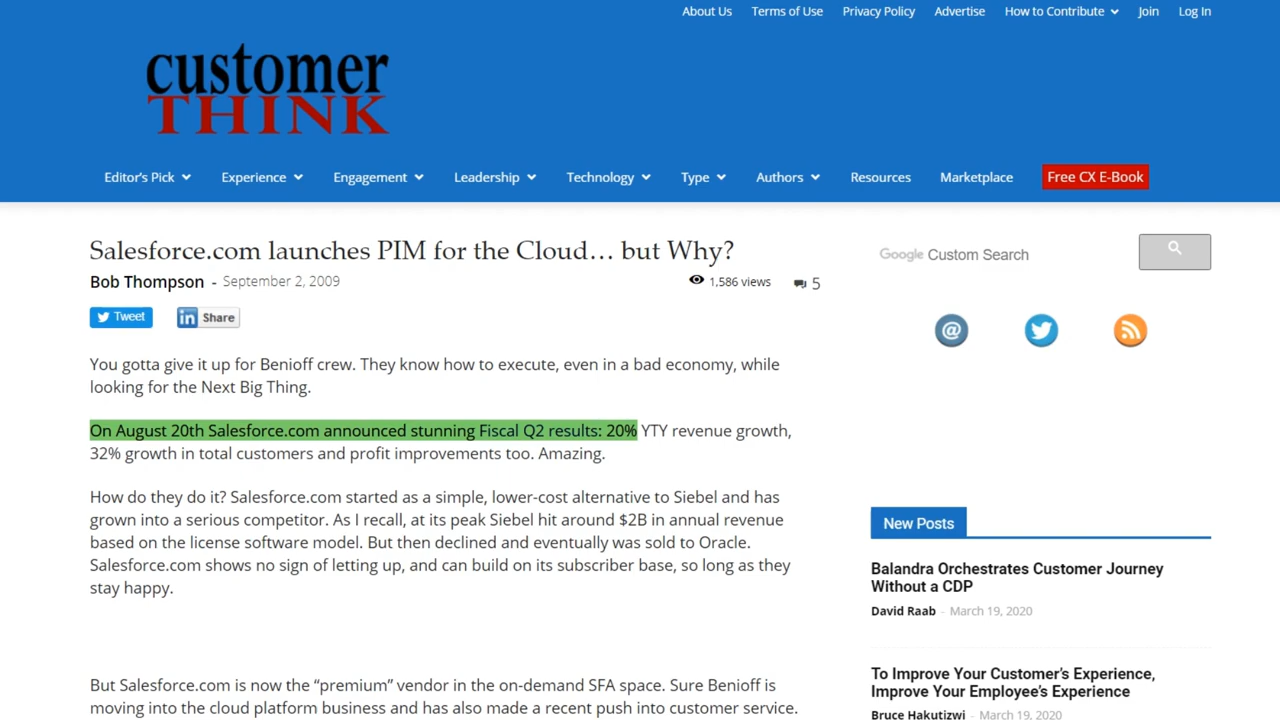 About Us Terms of Use Privacy Policy Advertise How to Contribute Join Log In
customer
THINK
Editor's Pick Experience Engagement Leadership Technology Type Authors Resources Marketplace Free CX E-Book
Salesforce.com launches PIM for the Cloud… but Why?
Bob Thompson - September 2, 2009 1,586 views 5
Tweet Share
You gotta give it up for Benioff crew. They know how to execute, even in a bad economy, while
looking for the Next Big Thing.
On August 20th Salesforce.com announced stunning Fiscal Q2 results: 20% YTY revenue growth,
32% growth in total customers and profit improvements too. Amazing.
How do they do it? Salesforce.com started as a simple, lower-cost alternative to Siebel and has
grown into a serious competitor. As I recall, at its peak Siebel hit around $2B in annual revenue
based on the license software model. But then declined and eventually was sold to Oracle.
Salesforce.com shows no sign of letting up, and can build on its subscriber base, so long as they
stay happy.
But Salesforce.com is now the “premium” vendor in the on-demand SFA space. Sure Benioff is
moving into the cloud platform business and has also made a recent push into customer service.
Google Custom Search
New Posts
Balandra Orchestrates Customer Journey
Without a CDP
David Raab - March 19, 2020
To Improve Your Customer's Experience,
Improve Your Employee's Experience
Bruce Hakutizwi - March 19, 2020